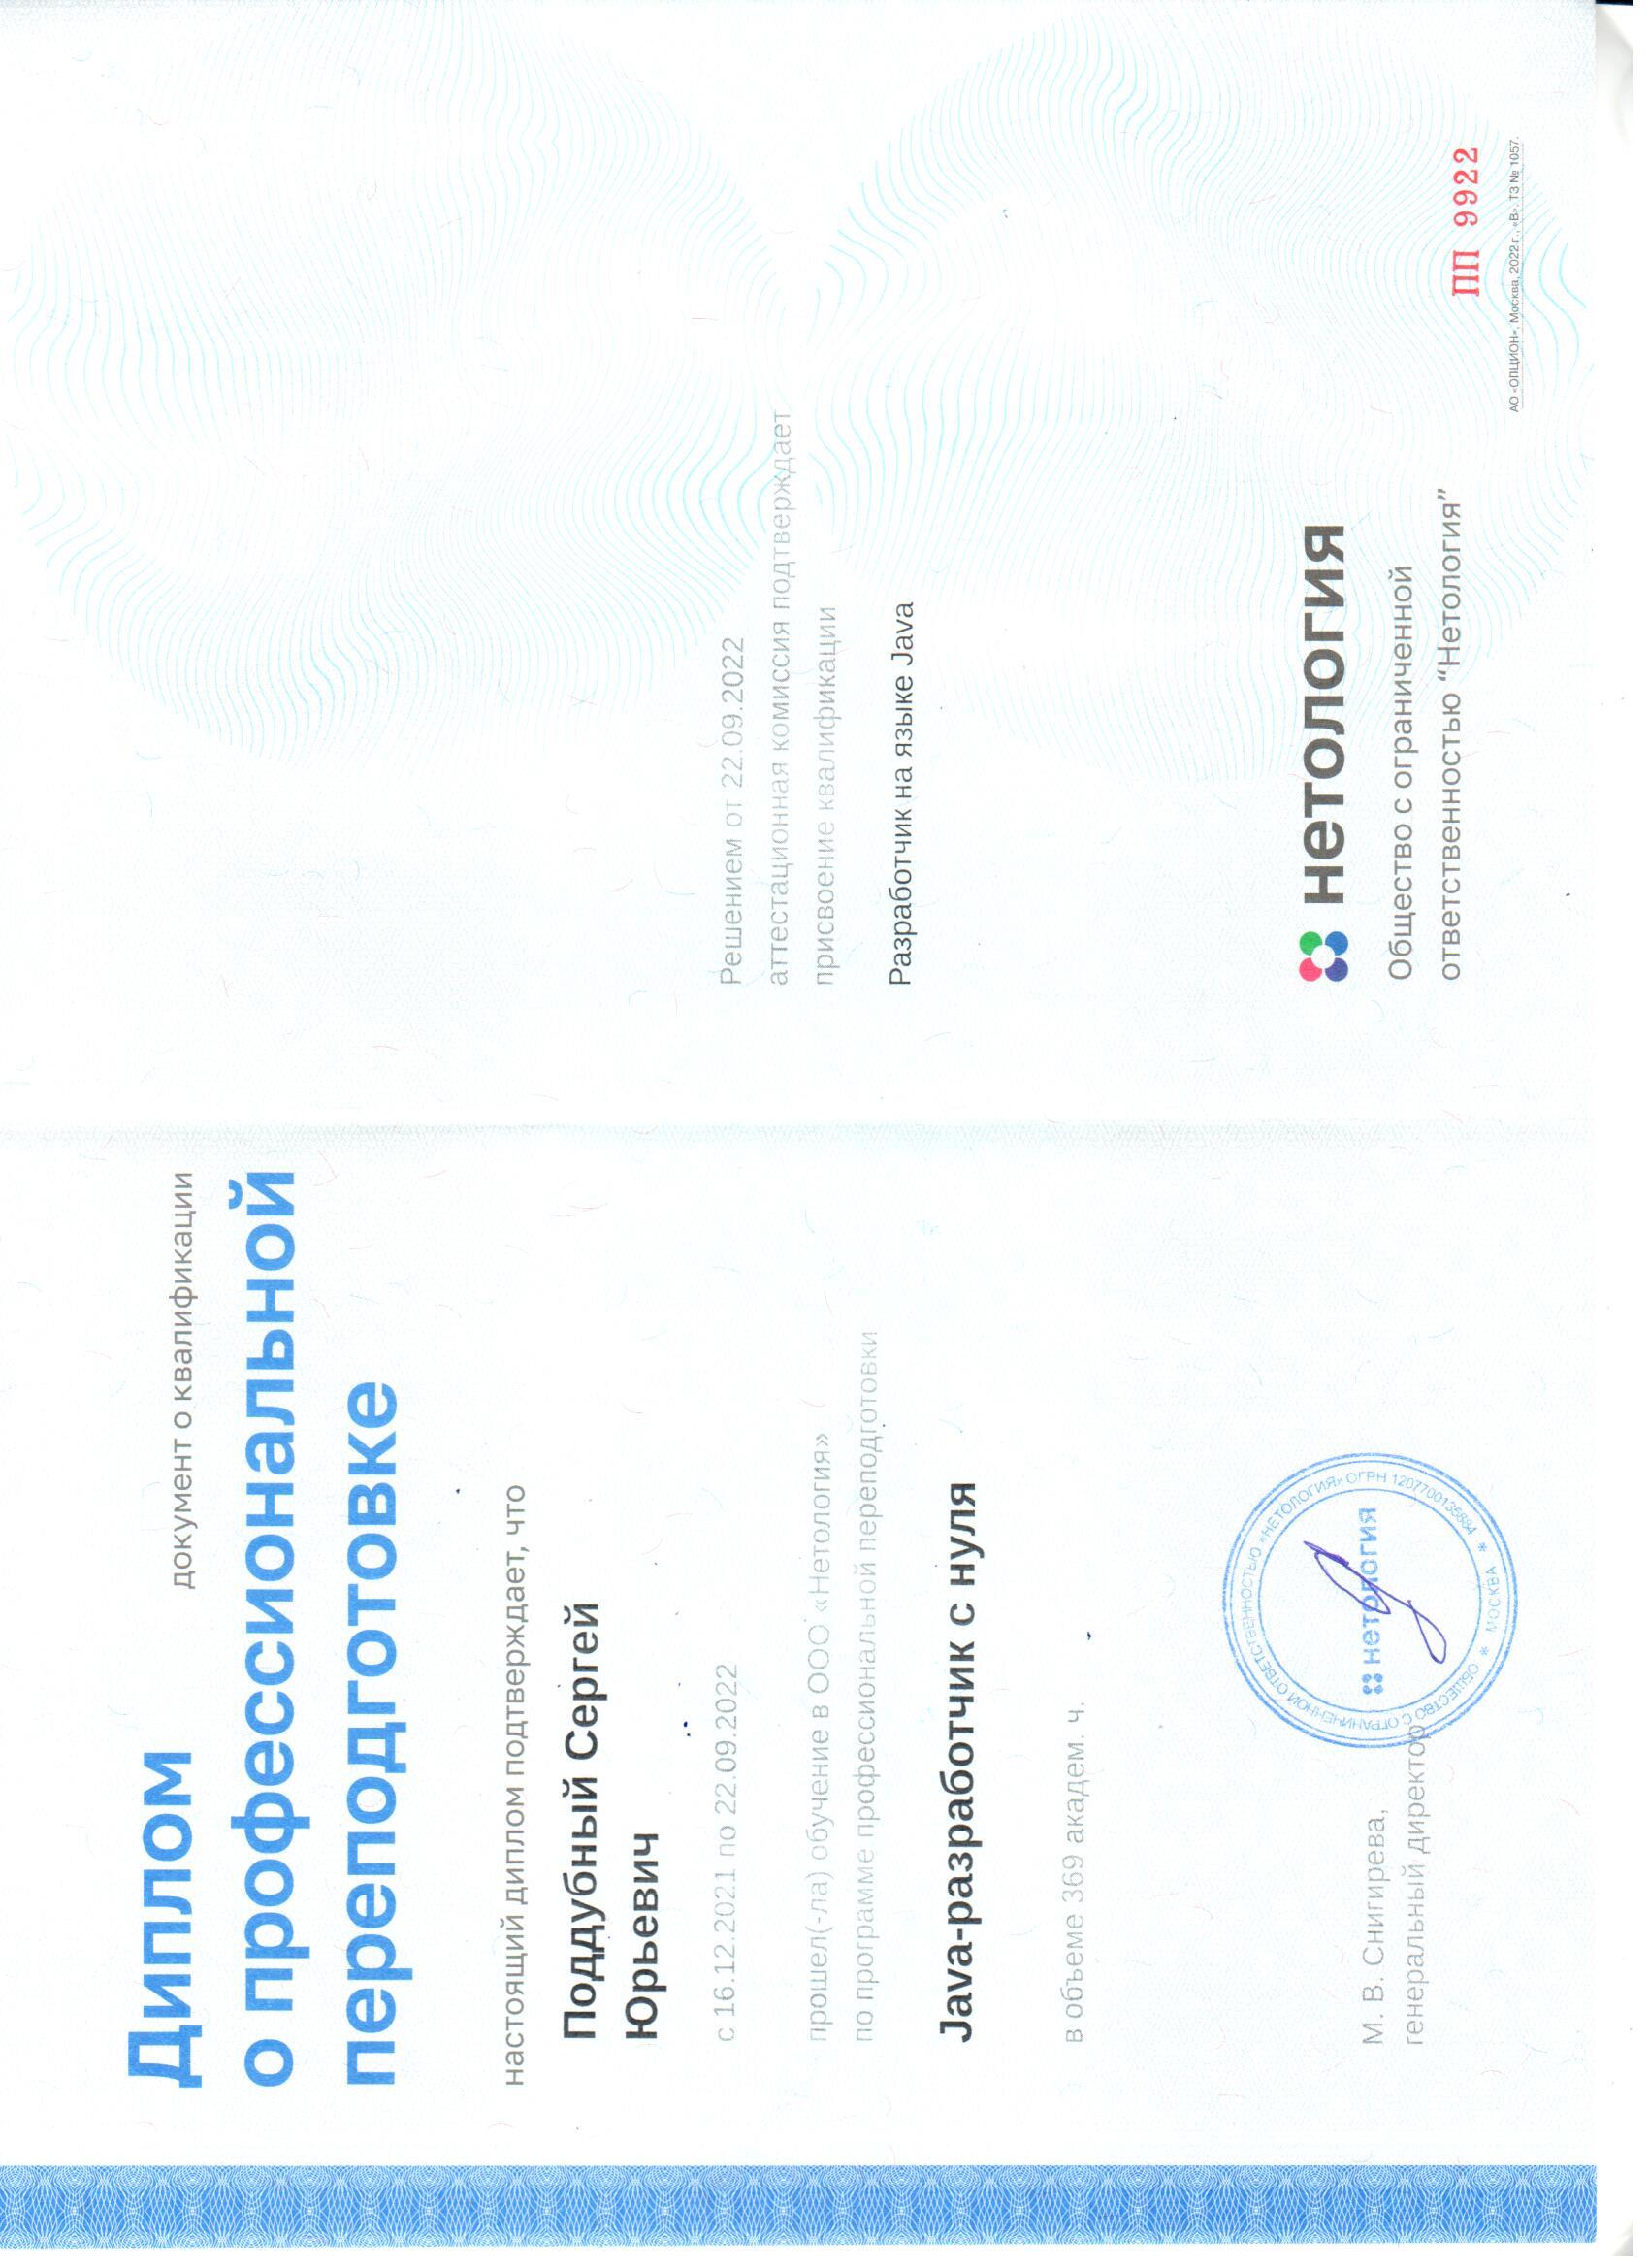 Диплом
документ о квалификации
о профессиональной
переподготовке
настоящий диплом подтверждает, что
Поддубный Сергей
Юрьевич
с 16.12.2021 по 22.09.2022
прошел(-ла) обучение в ООО «Нетология»
по программе профессиональной переподготовки
Java-разработчик с нуля
в объеме 369 академ. ч.
М. В. Снигирева,
генеральный директор
ОБЩЕСТВО С ОГРАНИЧЕННОЙ ОТВЕТСТВЕННОСТЬЮ «НЕТОЛОГИЯ» ОГРН 1207700135884 * МОСКВА *
нетология
Решением от 22.09.2022
аттестационная комиссия подтверждает
присвоение квалификации
Разработчик на языке Java
нетология
Общество с ограниченной
ответственностью “Нетология”
ПП 9922
АО «ОПЦИОН», Москва, 2022 г., «В». ТЗ № 1057.